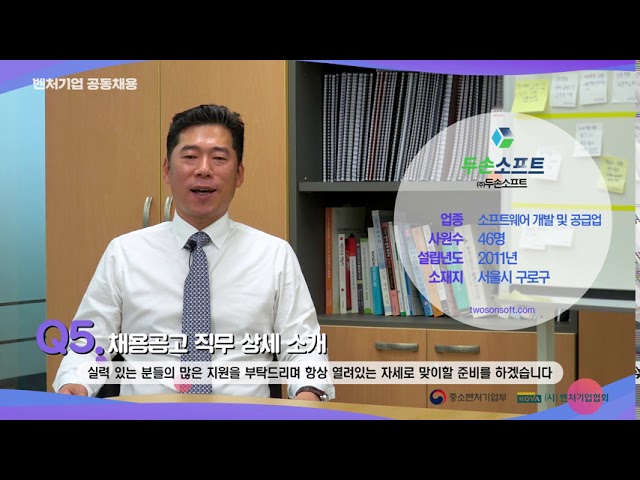 벤처기업 공동채용
두손소프트
㈜두손소프트
업종 소프트웨어 개발 및 공급업
사원수 46명
설립년도 2011년
소재지 서울시 구로구
twosonsoft.com
Q5. 채용공고 직무 상세 소개
실력 있는 분들의 많은 지원을 부탁드리며 항상 열려있는 자세로 맞이할 준비를 하겠습니다
중소벤처기업부 KOVA (사)벤처기업협회